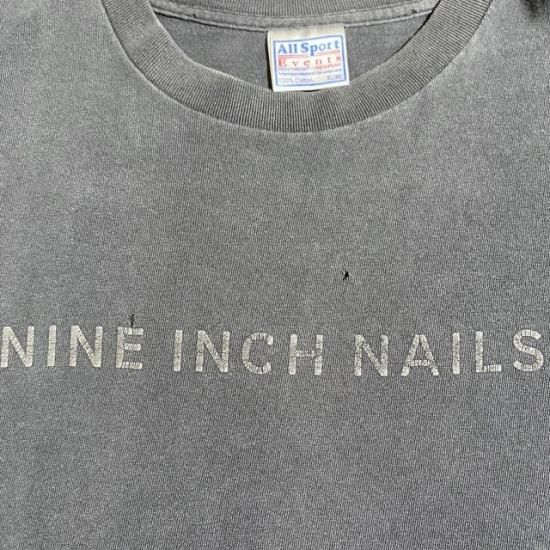 All Sport
Events
100% Cotton
NINE INCH NAILS